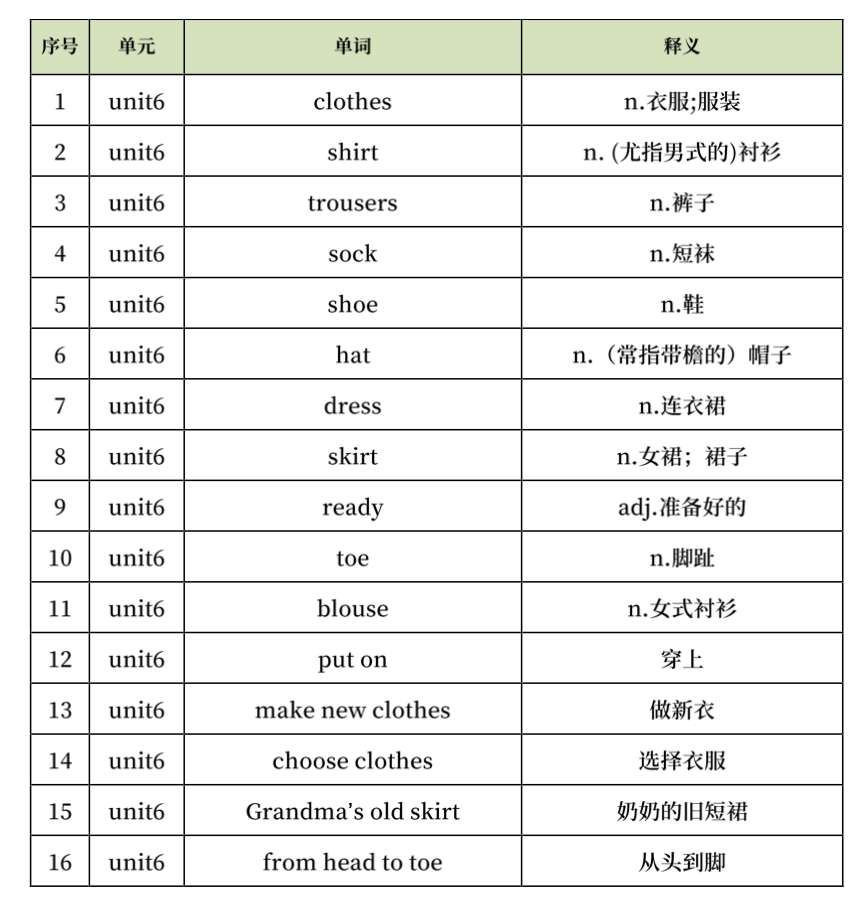 序号 单元 单词 释义
1 unit6 clothes n.衣服;服装
2 unit6 shirt n. (尤指男式的)衬衫
3 unit6 trousers n.裤子
4 unit6 sock n.短袜
5 unit6 shoe n.鞋
6 unit6 hat n.（常指带檐的）帽子
7 unit6 dress n.连衣裙
8 unit6 skirt n.女裙；裙子
9 unit6 ready adj.准备好的
10 unit6 toe n.脚趾
11 unit6 blouse n.女式衬衫
12 unit6 put on 穿上
13 unit6 make new clothes 做新衣
14 unit6 choose clothes 选择衣服
15 unit6 Grandma’s old skirt 奶奶的旧短裙
16 unit6 from head to toe 从头到脚